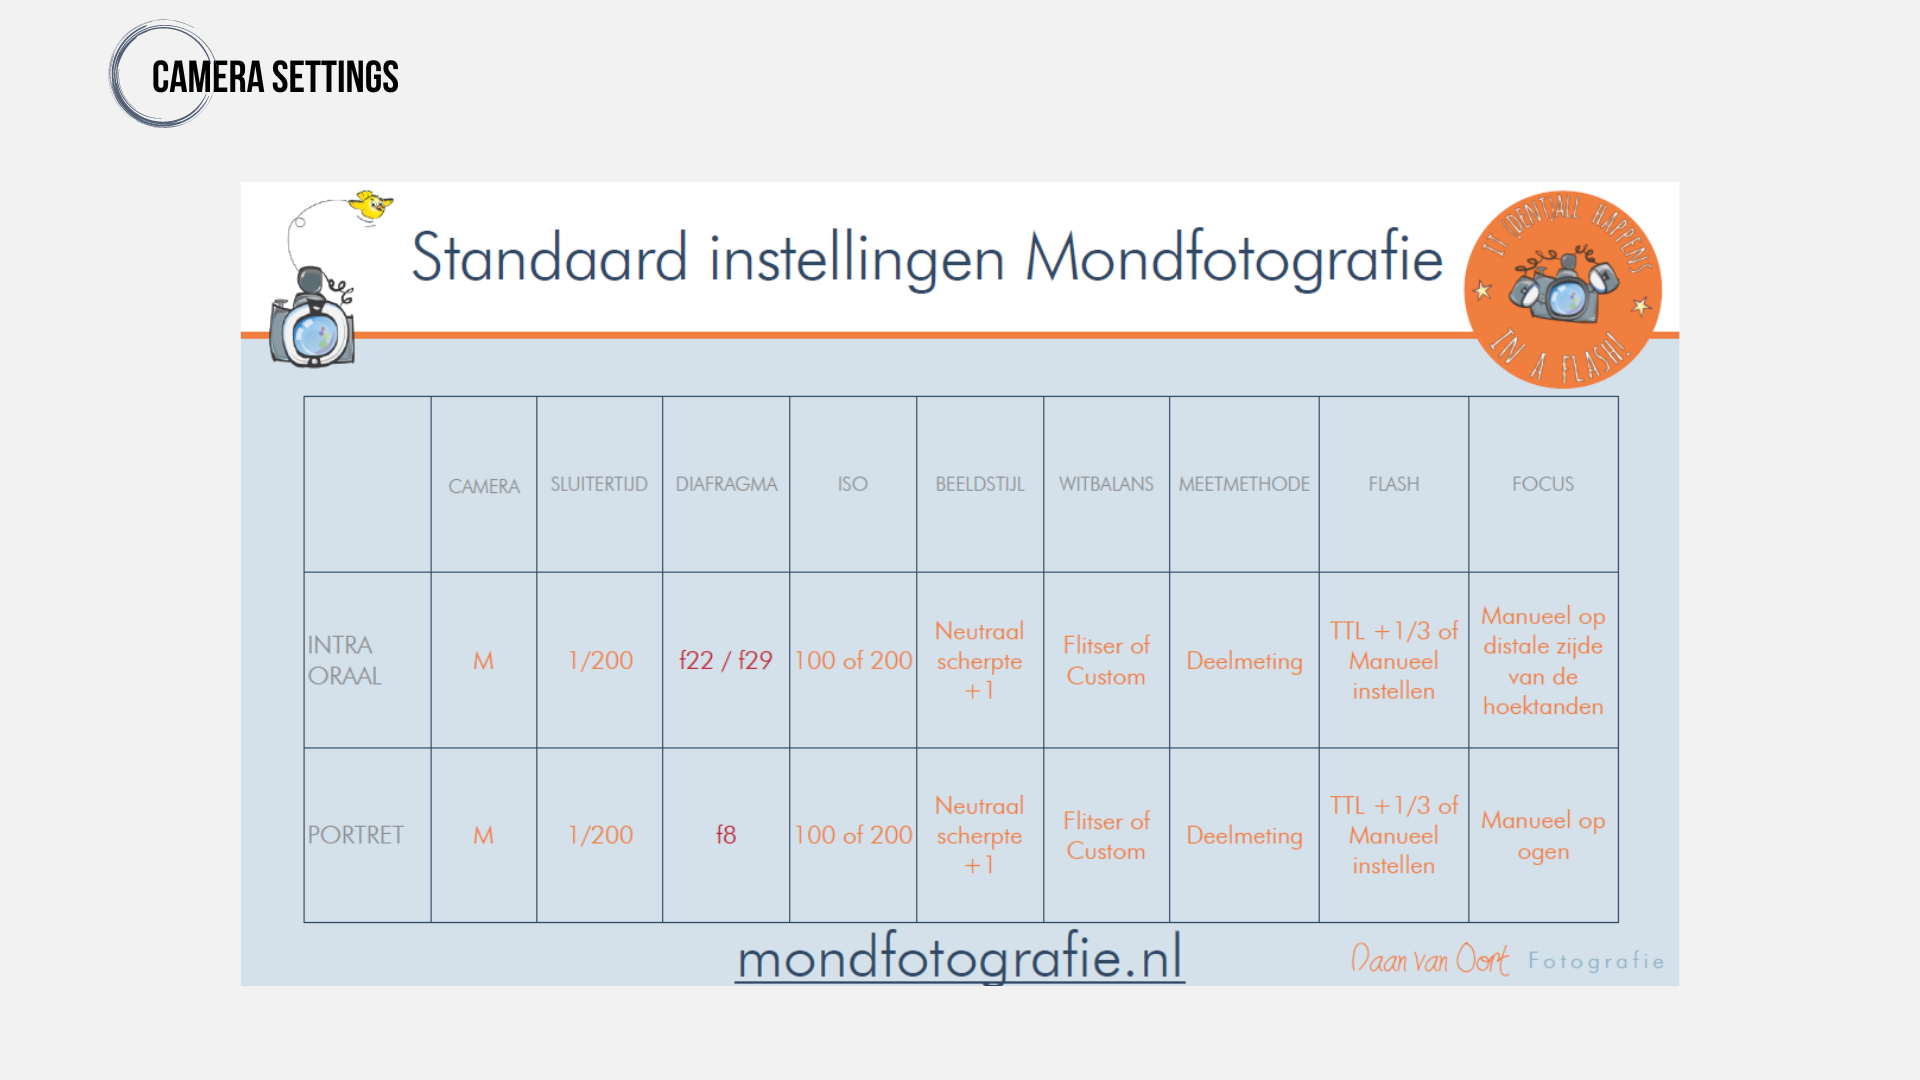 CAMERA SETTINGS
Standaard instellingen Mondfotografie
IT (DENTS)ALL HAPPENS
IN A FLASH!
CAMERA SLUITERTIJD DIAFRAGMA ISO BEELDSTIJL WITBALANS MEETMETHODE FLASH FOCUS
INTRA
ORAAL
M
1/200
f22 / f29
100 of 200
Neutraal
scherpte
+1
Flitser of
Custom
Deelmeting
TTL +1/3 of
Manueel
instellen
Manueel op
distale zijde
van de
hoektanden
PORTRET
M
1/200
f8
100 of 200
Neutraal
scherpte
+1
Flitser of
Custom
Deelmeting
TTL +1/3 of
Manueel
instellen
Manueel op
ogen
mondfotografie.nl
Daan van Oort Fotografie